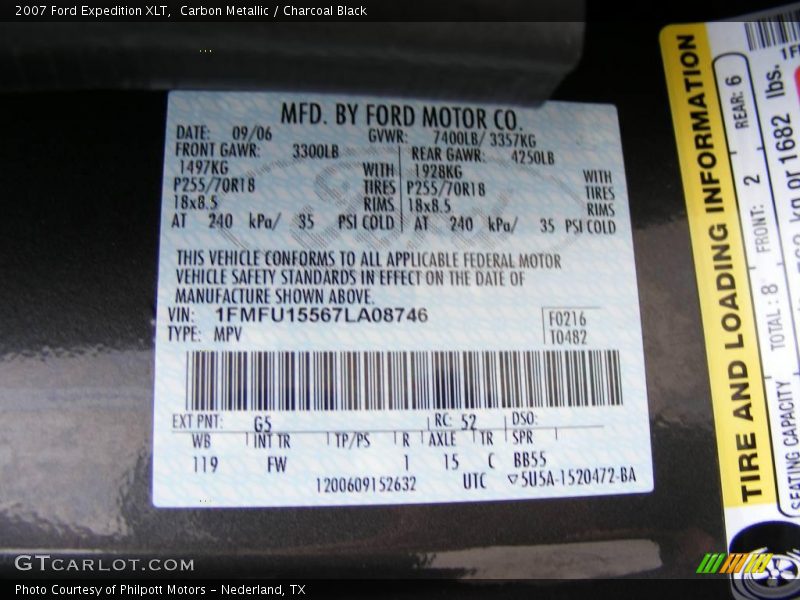 2007 Ford Expedition XLT,  Carbon Metallic / Charcoal Black
MFD. BY FORD MOTOR CO.
DATE: 09/06 GVWR: 7400LB/ 3357KG
FRONT GAWR: 3300LB REAR GAWR: 4250LB
1497KG WITH 1928KG WITH
P255/70R18 TIRES P255/70R18 TIRES
18x8.5 RIMS 18x8.5 RIMS
AT 240 kPa/ 35 PSI COLD AT 240 kPa/ 35 PSI COLD
THIS VEHICLE CONFORMS TO ALL APPLICABLE FEDERAL MOTOR
VEHICLE SAFETY STANDARDS IN EFFECT ON THE DATE OF
MANUFACTURE SHOWN ABOVE.
VIN: 1FMFU15567LA08746 F0216
TYPE: MPV T0482
EXT PNT: G5 RC: 52 DSO:
WB INT TR TP/PS R AXLE TR SPR
119 FW 1 15 C BB55
1200609152632 UTC ▽5U5A-1520472-BA
TIRE AND LOADING INFORMATION
SEATING CAPACITY TOTAL: 8 FRONT: 2 REAR: 6
kg or 1682 lbs.
GTCARLOT.COM
Photo Courtesy of Philpott Motors - Nederland, TX